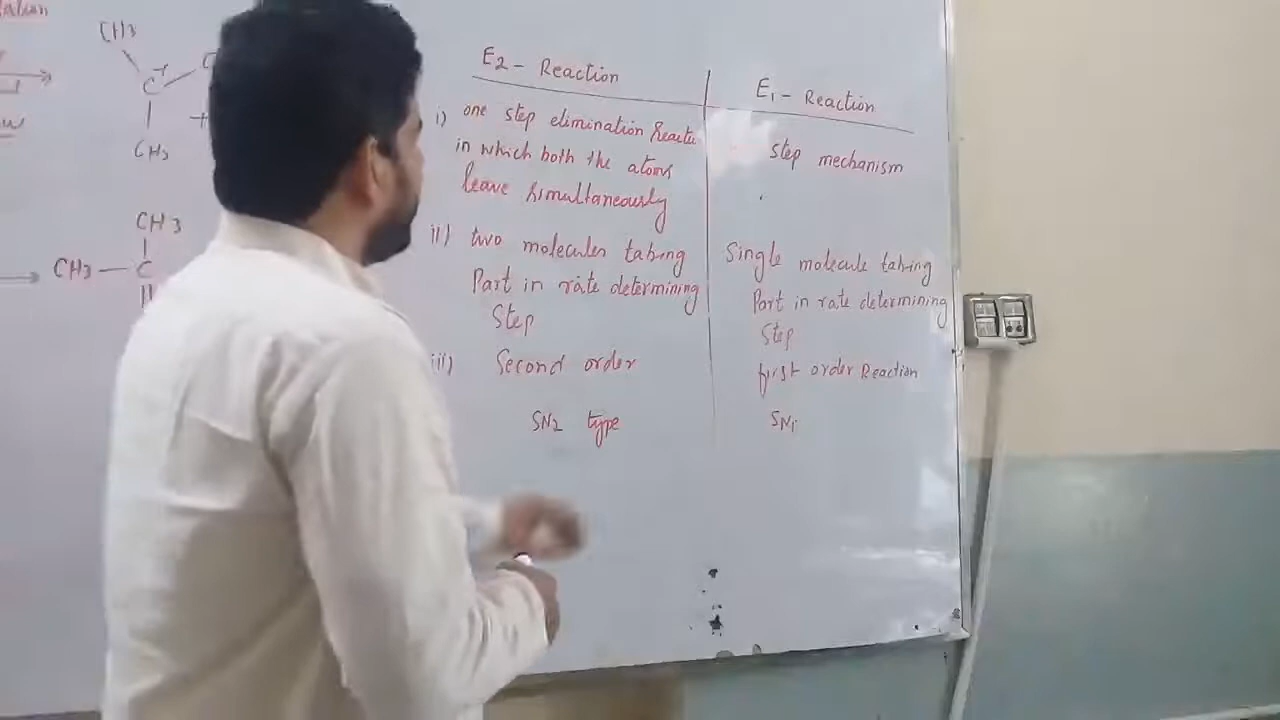 CH3
C+
CH3
CH3
CH3 — C
E2 - Reaction
i) one step elimination
in which both the atoms
leave simultaneously
ii) two molecules taking
Part in rate determining
Step
iii) Second order
SN2 type
E1 - Reaction
step mechanism
Single molecule taking
Part in rate determining
Step
first order Reaction
SN1